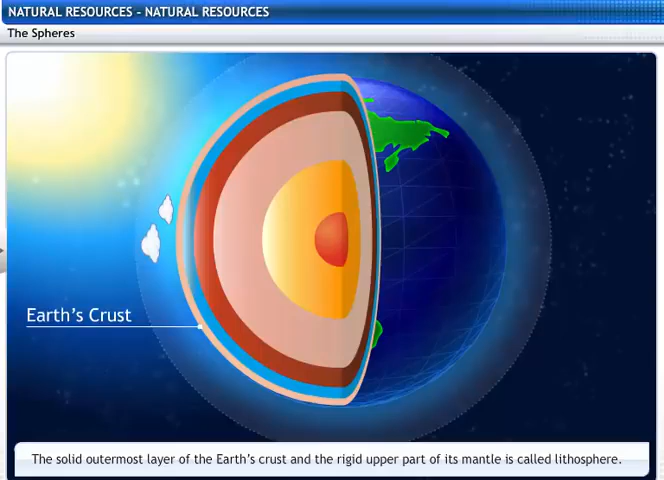 NATURAL RESOURCES - NATURAL RESOURCES
The Spheres
Earth's Crust
The solid outermost layer of the Earth's crust and the rigid upper part of its mantle is called lithosphere.